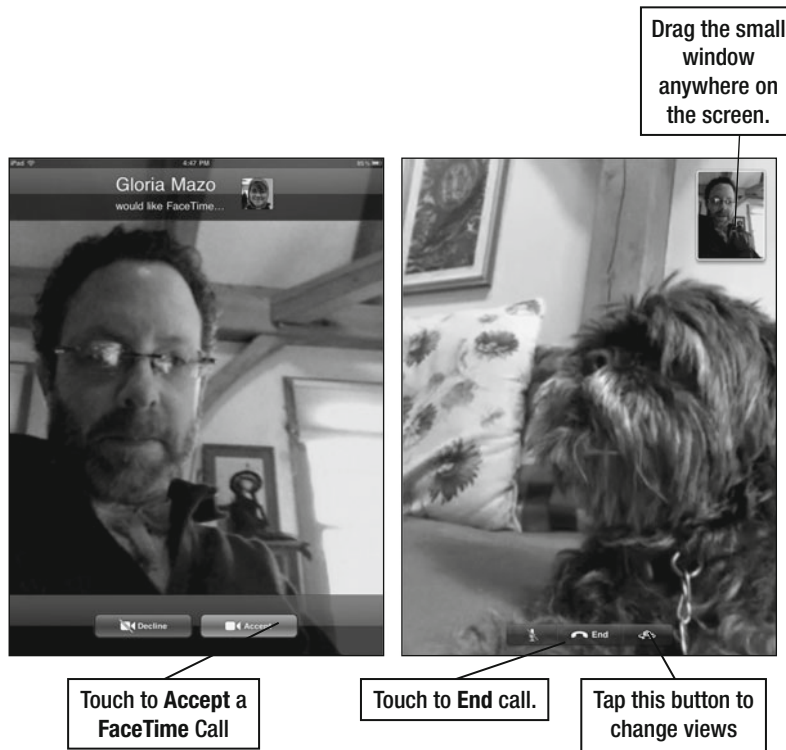 Drag the small
window
anywhere on
the screen.
iPad
4:47 PM
Gloria Mazo
would like FaceTime...
Decline
Accept
End
Touch to Accept a
FaceTime Call
Touch to End call.
Tap this button to
change views